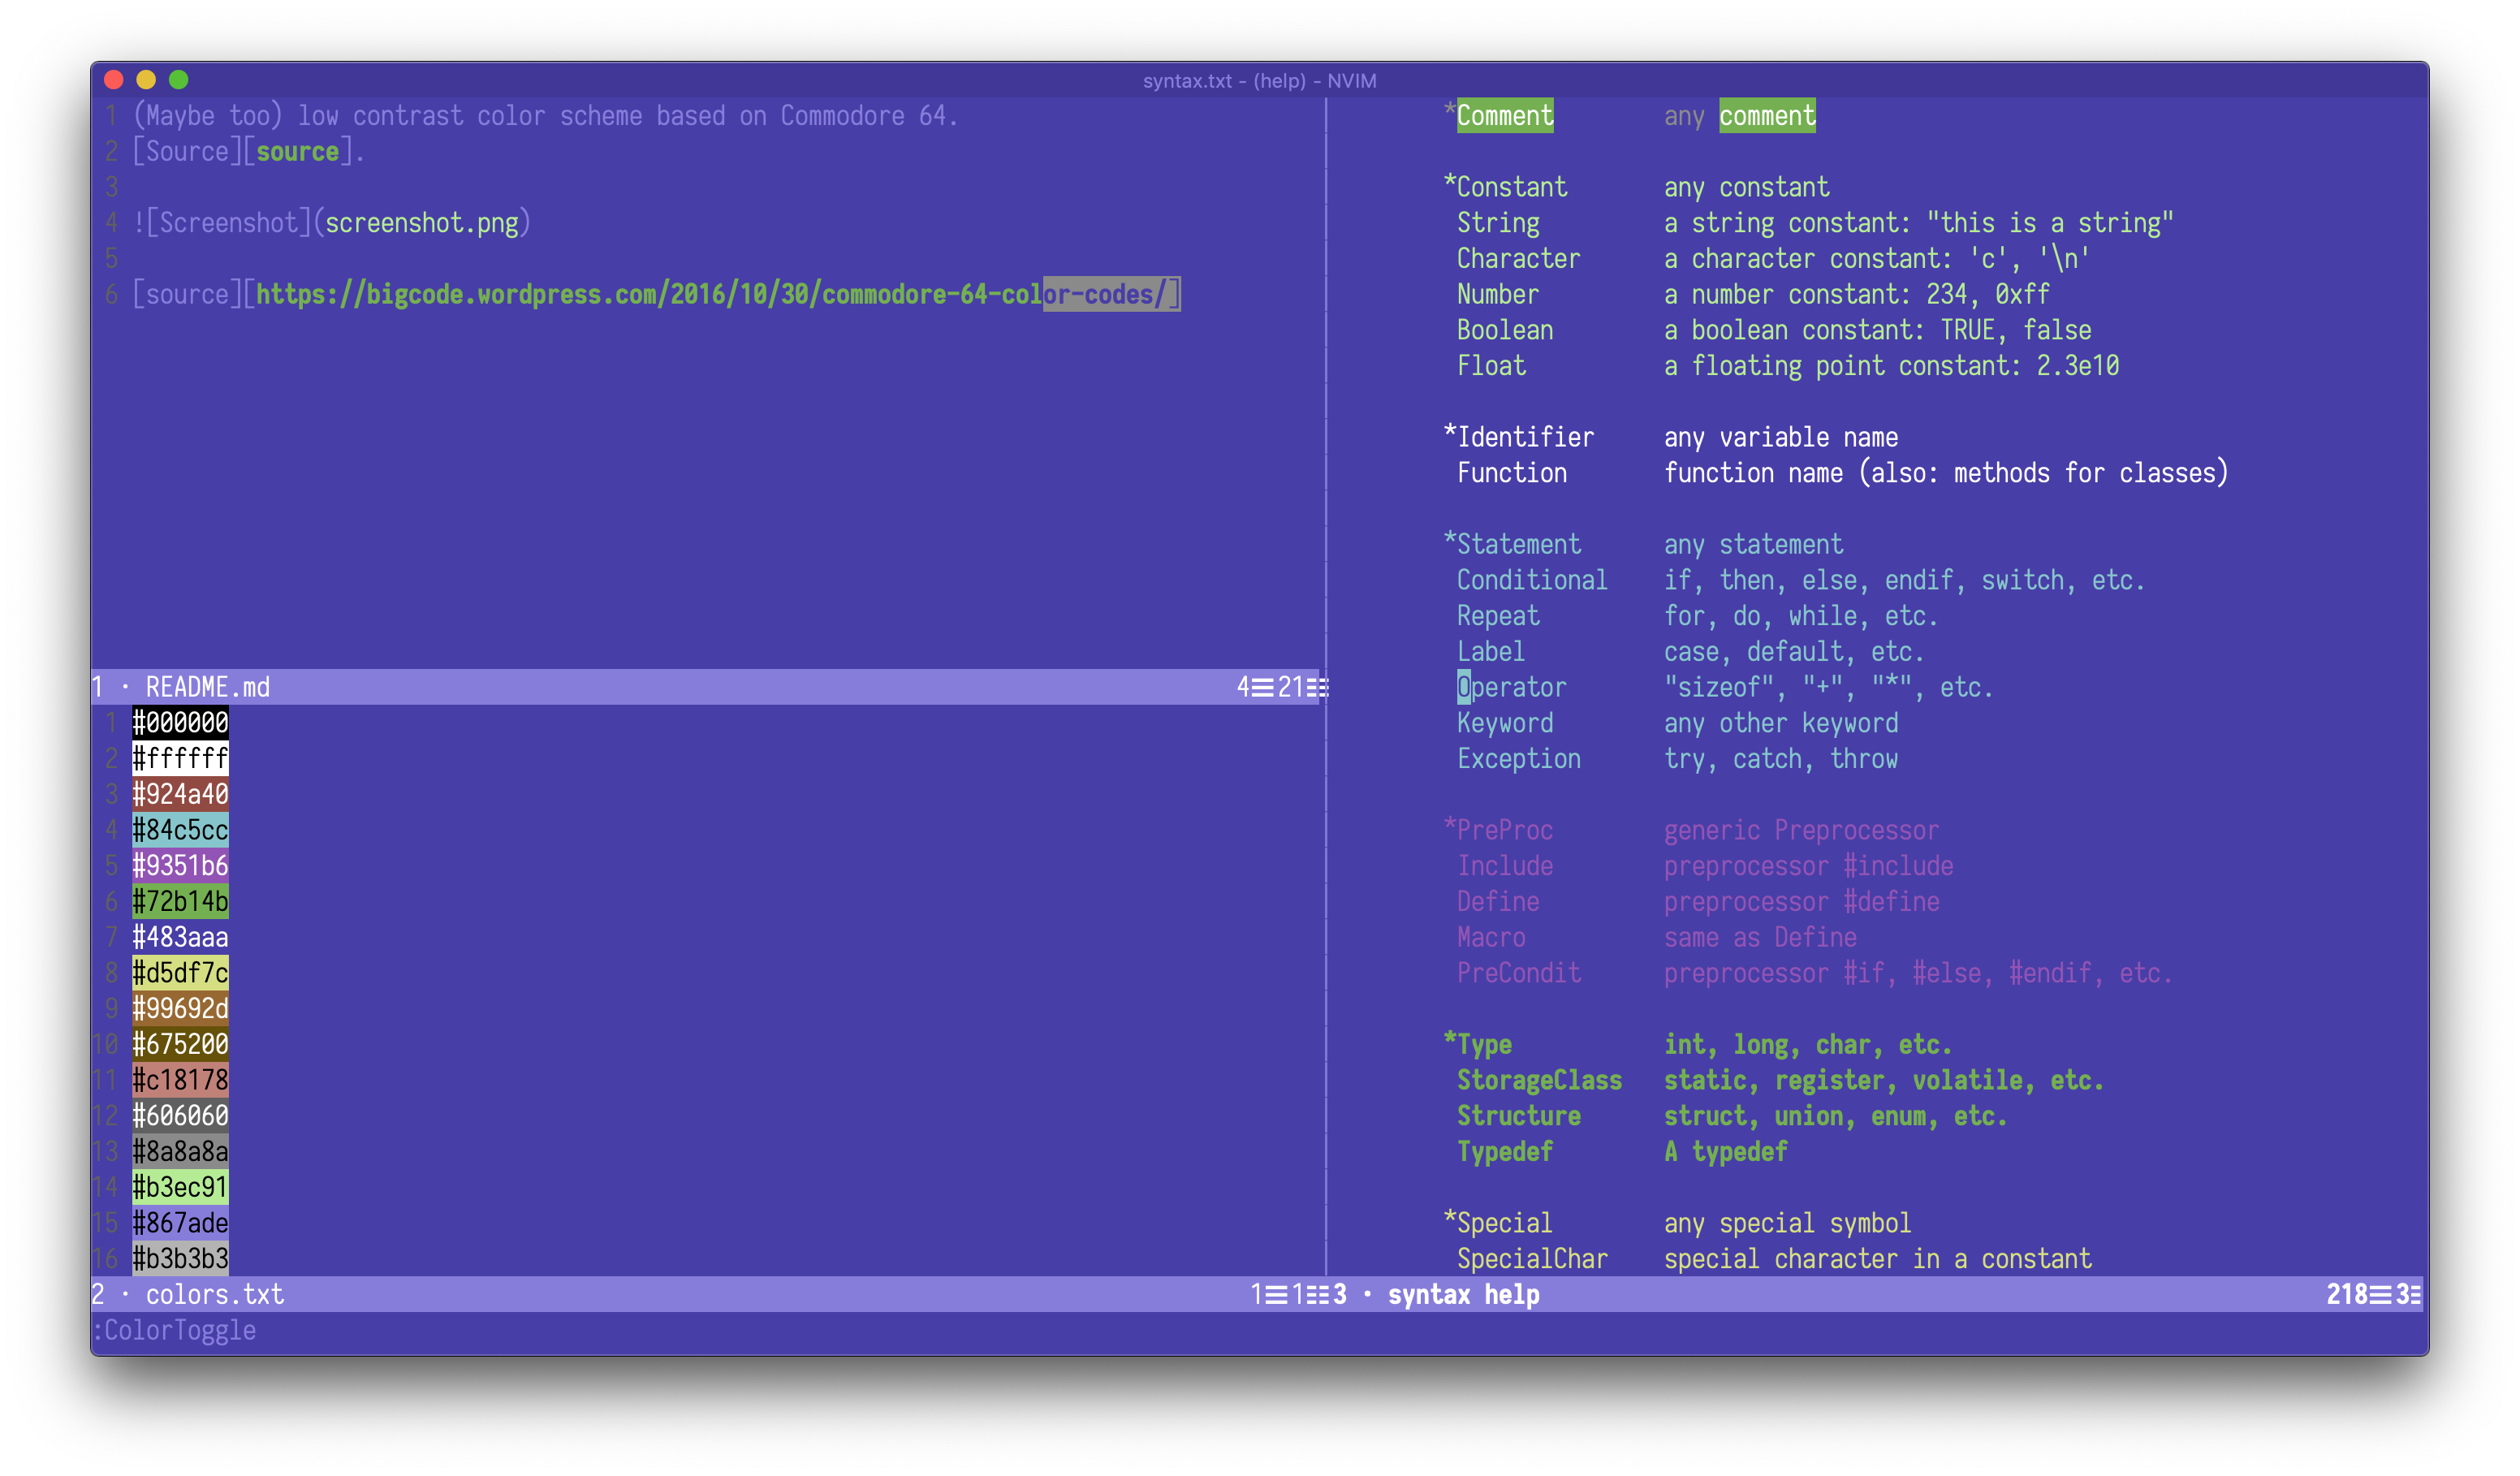 syntax.txt - (help) - NVIM
1 (Maybe too) low contrast color scheme based on Commodore 64.
2 [Source][source].
3
4 ![Screenshot](screenshot.png)
5
6 [source][https://bigcode.wordpress.com/2016/10/30/commodore-64-color-codes/]
1 · README.md 4≡21☷
1 #000000
2 #ffffff
3 #924a40
4 #84c5cc
5 #9351b6
6 #72b14b
7 #483aaa
8 #d5df7c
9 #99692d
10 #675200
11 #c18178
12 #606060
13 #8a8a8a
14 #b3ec91
15 #867ade
16 #b3b3b3
2 · colors.txt 1≡1☷
*Comment any comment
*Constant any constant
String a string constant: "this is a string"
Character a character constant: 'c', '\n'
Number a number constant: 234, 0xff
Boolean a boolean constant: TRUE, false
Float a floating point constant: 2.3e10
*Identifier any variable name
Function function name (also: methods for classes)
*Statement any statement
Conditional if, then, else, endif, switch, etc.
Repeat for, do, while, etc.
Label case, default, etc.
Operator "sizeof", "+", "*", etc.
Keyword any other keyword
Exception try, catch, throw
*PreProc generic Preprocessor
Include preprocessor #include
Define preprocessor #define
Macro same as Define
PreCondit preprocessor #if, #else, #endif, etc.
*Type int, long, char, etc.
StorageClass static, register, volatile, etc.
Structure struct, union, enum, etc.
Typedef A typedef
*Special any special symbol
SpecialChar special character in a constant
3 · syntax help 218≡3☷
:ColorToggle